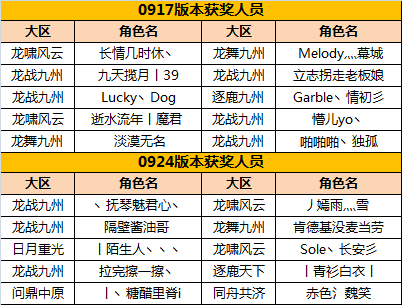 0917版本获奖人员
大区 角色名 大区 角色名
龙啸风云 长情几时休丶 龙舞九州 Melody灬幕城
龙战九州 九天揽月丨39 龙战九州 立志拐走老板娘
龙战九州 Lucky丶Dog 逐鹿九州 Garble丶情初彡
龙啸风云 逝水流年丨魔君 龙战九州 懵儿yo丶
龙舞九州 淡漠无名 龙战九州 啪啪啪丶独孤
0924版本获奖人员
大区 角色名 大区 角色名
龙战九州 丶抚琴魅君心丶 龙啸风云 丿嫣雨灬雪
龙战九州 隔壁酱油哥 龙舞九州 肯德基没麦当劳
日月重光 丨陌生人丶丶丶 龙啸风云 Sole丶长安彡
龙战九州 拉完擦一擦丶 逐鹿天下 丨青衫白衣丨
问鼎中原 丨丶糖醋里脊i 同舟共济 赤色氵魏笑